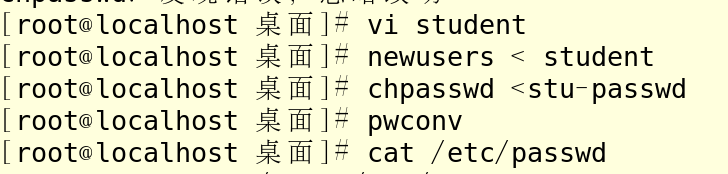 [root@localhost 桌面]# vi student
[root@localhost 桌面]# newusers < student
[root@localhost 桌面]# chpasswd <stu-passwd
[root@localhost 桌面]# pwconv
[root@localhost 桌面]# cat /etc/passwd